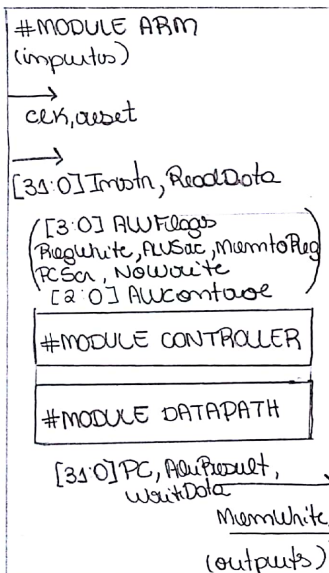 #MODULE ARM
(imputos)
clk, reset
[31:0] Instr, ReadData
[3:0] ALUFlags
RegWrite, ALUSrc, MemtoReg
PCSrc, NoWrite
[2:0] ALUControl
#MODULE CONTROLLER
#MODULE DATAPATH
[31:0] PC, AluResult,
WriteData
MemWrite
(outputs)